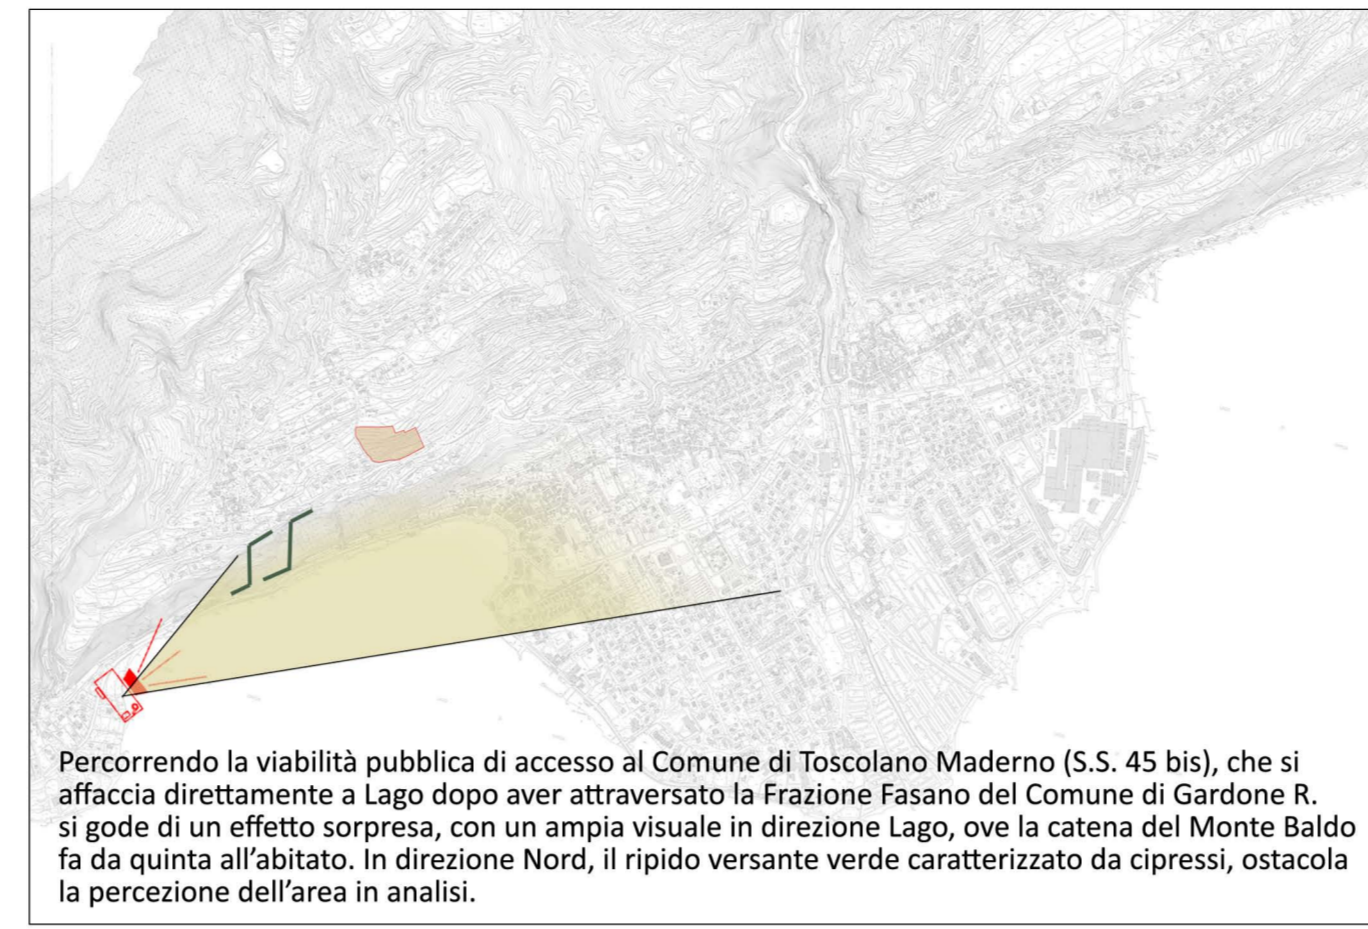 Percorrendo la viabilità pubblica di accesso al Comune di Toscolano Maderno (S.S. 45 bis), che si
affaccia direttamente a Lago dopo aver attraversato la Frazione Fasano del Comune di Gardone R.
si gode di un effetto sorpresa, con un ampia visuale in direzione Lago, ove la catena del Monte Baldo
fa da quinta all'abitato. In direzione Nord, il ripido versante verde caratterizzato da cipressi, ostacola
la percezione dell'area in analisi.